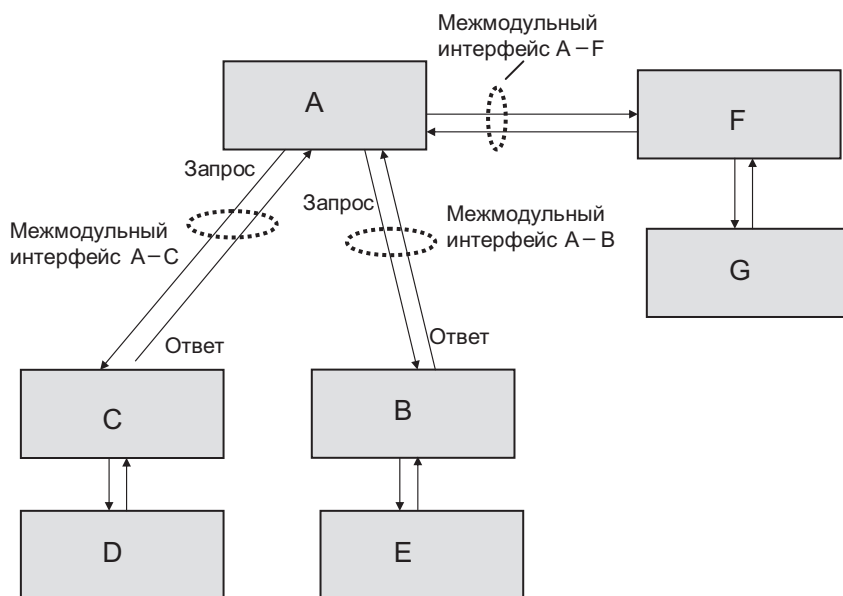 Межмодульный
интерфейс A–F
A
F
Запрос
Запрос
Межмодульный
интерфейс A–C
Межмодульный
интерфейс A–B
G
Ответ
Ответ
C
B
D
E